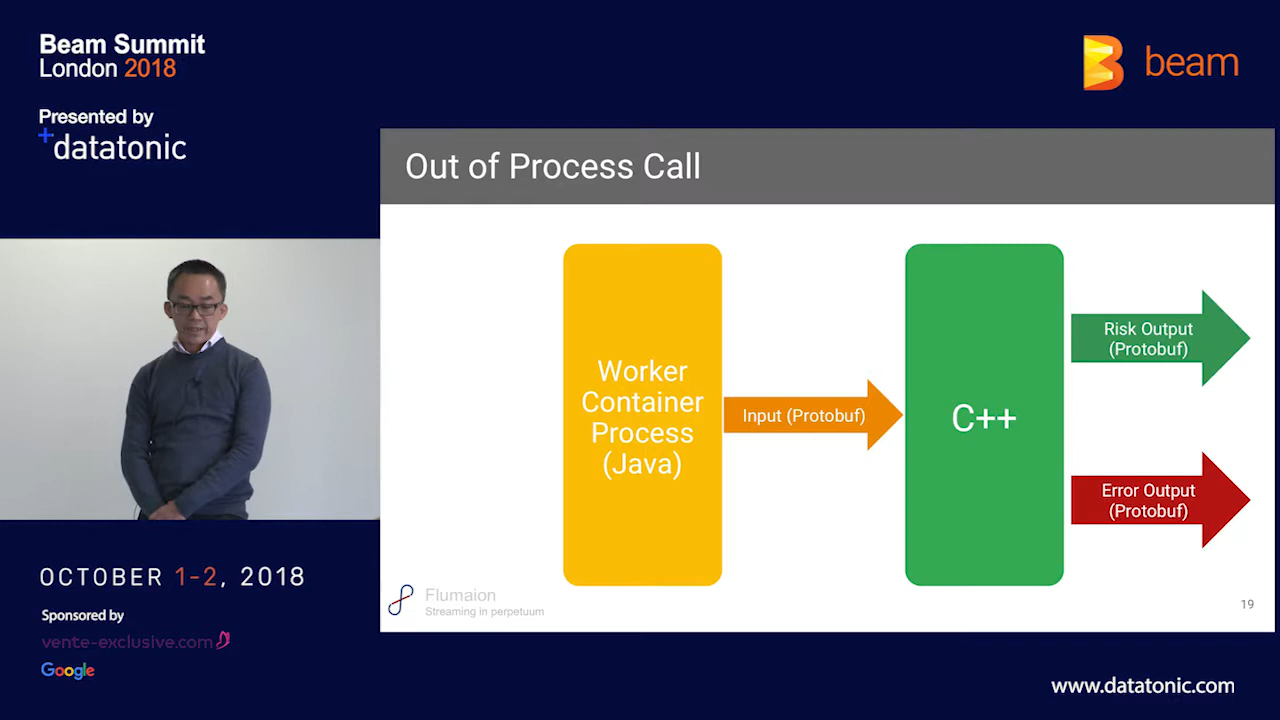 Beam Summit
London 2018
Presented by
+datatonic
beam
Out of Process Call
Worker
Container
Process
(Java)
Input (Protobuf)
C++
Risk Output
(Protobuf)
Error Output
(Protobuf)
Flumaion
Streaming in perpetuum
19
OCTOBER 1-2, 2018
Sponsored by
vente-exclusive.com
Google
www.datatonic.com